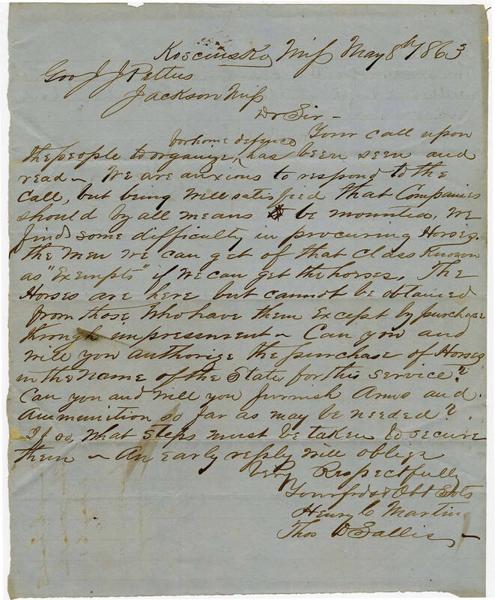 Kosciusko, Miss May 8th 1863
Gov J. J. Pettus
Jackson Miss
Dr Sir -
for home defence Your call upon
the people to organize, has been seen and
read - We are anxious to respond to the
call, but being well satisfied that Companies
should by all means be mounted, we
find some difficulty in procuring Horses
the men we can get of that class known
as "Exempts" if we can get the horses. The
Horses are here but cannot be obtained
from those who have them except by purchase
through impressment - Can you and
will you authorize the purchase of Horses
in the name of the State for this service?
Can you and will you furnish Arms and
Ammunition so far as may be needed?
If so, what steps must be taken to secure
them - An early reply will oblige
Very Respectfully
Your frds & Obt Svts
Henry C Martin
Thos D Sallis -